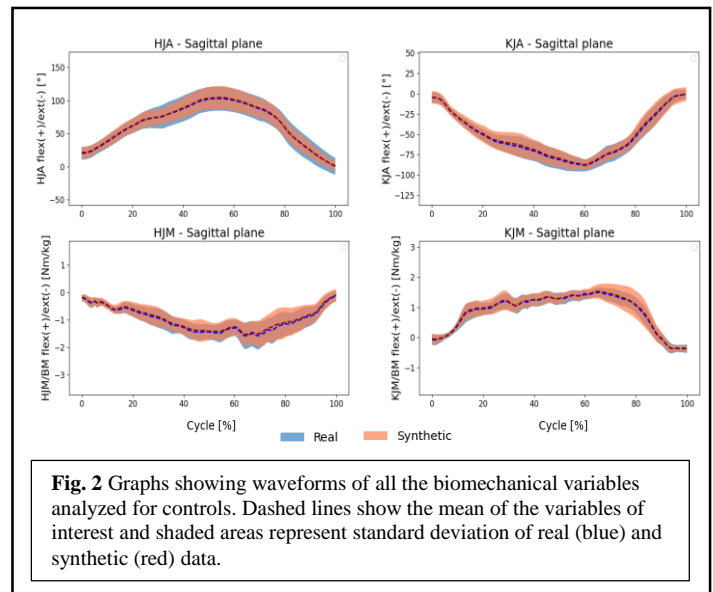 HJA - Sagittal plane
HJA flex(+)/ext(-) [°]
150
100
50
0
−50
0 20 40 60 80 100
KJA - Sagittal plane
KJA flex(+)/ext(-) [°]
50
25
0
−25
−50
−75
−100
−125
0 20 40 60 80 100
HJM - Sagittal plane
HJM/BM flex(+)/ext(-) [Nm/kg]
1
0
−1
−2
−3
0 20 40 60 80 100
Cycle [%]
KJM - Sagittal plane
KJM/BM flex(+)/ext(-) [Nm/kg]
3
2
1
0
−1
0 20 40 60 80 100
Cycle [%]
Real Synthetic
Fig. 2 Graphs showing waveforms of all the biomechanical variables
analyzed for controls. Dashed lines show the mean of the variables of
interest and shaded areas represent standard deviation of real (blue) and
synthetic (red) data.